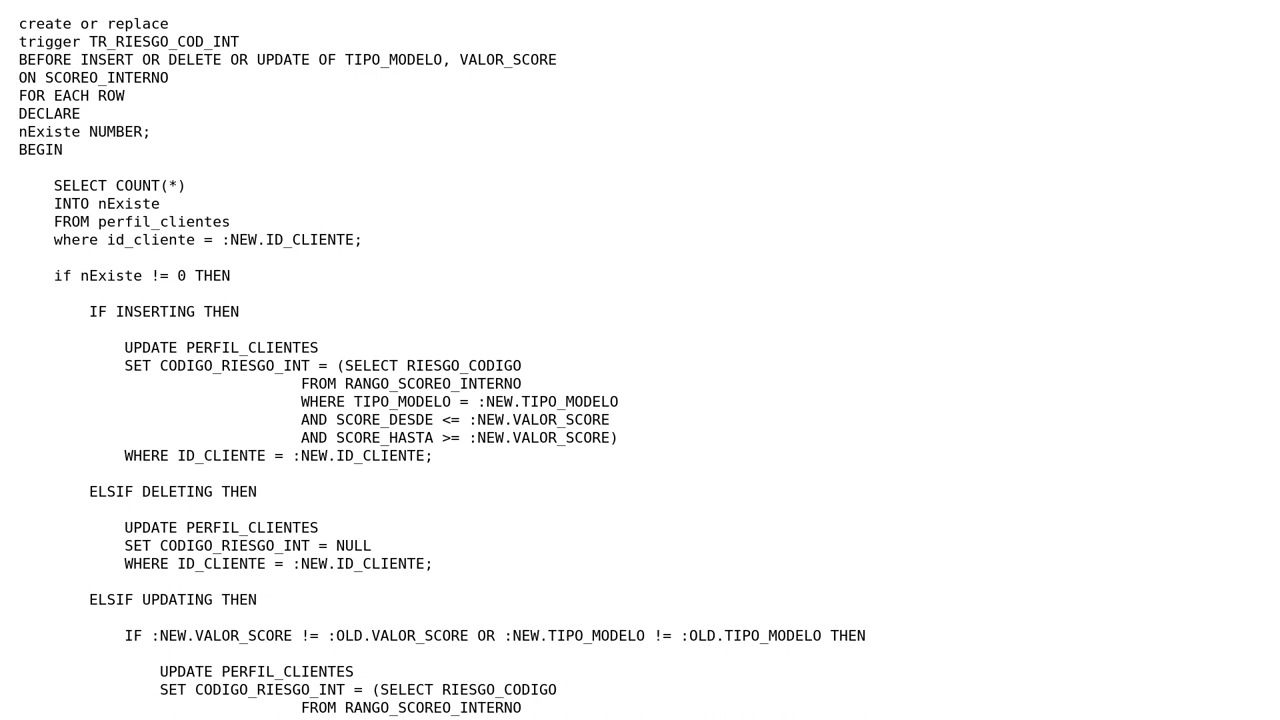 create or replace
trigger TR_RIESGO_COD_INT
BEFORE INSERT OR DELETE OR UPDATE OF TIPO_MODELO, VALOR_SCORE
ON SCOREO_INTERNO
FOR EACH ROW
DECLARE
nExiste NUMBER;
BEGIN
SELECT COUNT(*)
INTO nExiste
FROM perfil_clientes
where id_cliente = :NEW.ID_CLIENTE;
if nExiste != 0 THEN
IF INSERTING THEN
UPDATE PERFIL_CLIENTES
SET CODIGO_RIESGO_INT = (SELECT RIESGO_CODIGO
FROM RANGO_SCOREO_INTERNO
WHERE TIPO_MODELO = :NEW.TIPO_MODELO
AND SCORE_DESDE <= :NEW.VALOR_SCORE
AND SCORE_HASTA >= :NEW.VALOR_SCORE)
WHERE ID_CLIENTE = :NEW.ID_CLIENTE;
ELSIF DELETING THEN
UPDATE PERFIL_CLIENTES
SET CODIGO_RIESGO_INT = NULL
WHERE ID_CLIENTE = :NEW.ID_CLIENTE;
ELSIF UPDATING THEN
IF :NEW.VALOR_SCORE != :OLD.VALOR_SCORE OR :NEW.TIPO_MODELO != :OLD.TIPO_MODELO THEN
UPDATE PERFIL_CLIENTES
SET CODIGO_RIESGO_INT = (SELECT RIESGO_CODIGO
FROM RANGO_SCOREO_INTERNO